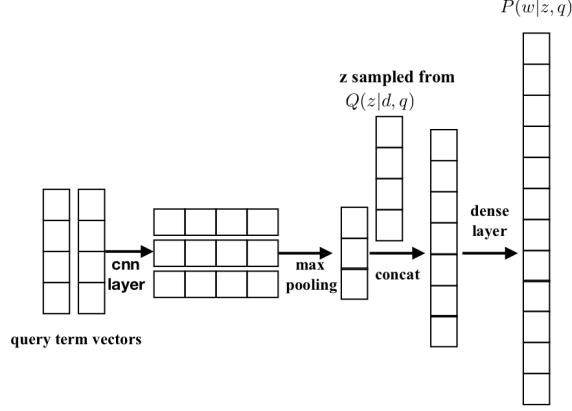 P(w|z, q)
z sampled from
Q(z|d, q)
dense
layer
cnn
layer
max
pooling
concat
query term vectors